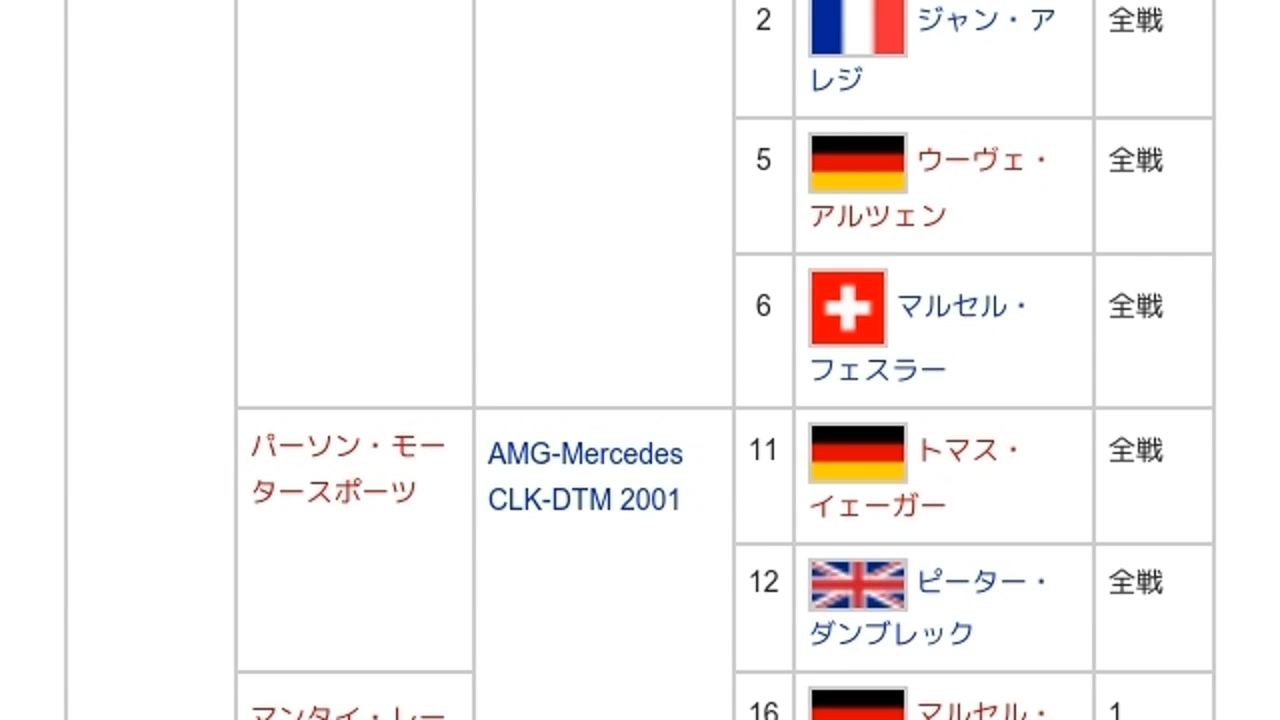 2 ジャン・ア 全戦
レジ
5 ウーヴェ・ 全戦
アルツェン
6 マルセル・ 全戦
フェスラー
パーソン・モー
タースポーツ
AMG-Mercedes
CLK-DTM 2001
11 トマス・ 全戦
イェーガー
12 ピーター・ 全戦
ダンブレック
マンタイ・レー
16 マルセル・ 1